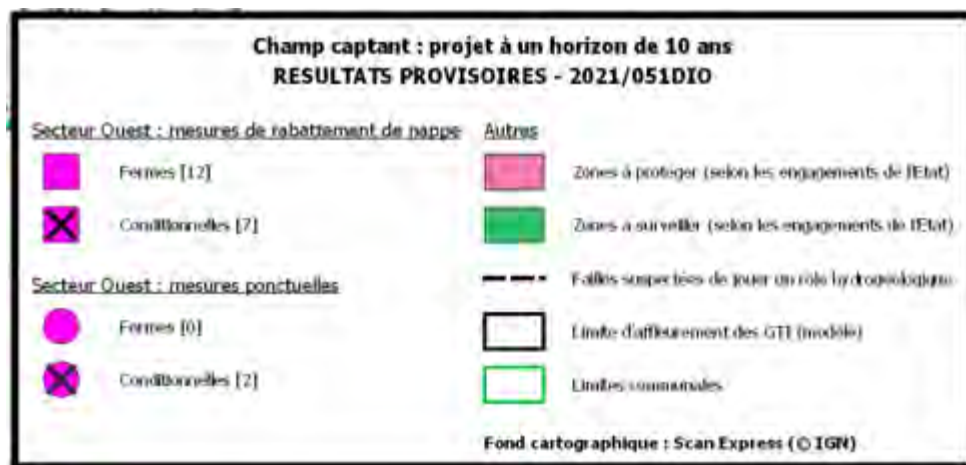 Champ captant : projet à un horizon de 10 ans
RESULTATS PROVISOIRES - 2021/051DIO
Secteur Ouest : mesures de rabattement de nappe
Fermes [12]
Conditionnelles [7]
Secteur Ouest : mesures ponctuelles
Fermes [0]
Conditionnelles [2]
Autres
Zones à protéger (selon les engagements de l'Etat)
Zones a surveiller (selon les engagements de l'Etat)
Failles suspectées de jouer un rôle hydrogéologique
Limite d'affleurement des GTI (modèle)
Limites communales
Fond cartographique : Scan Express (© IGN)